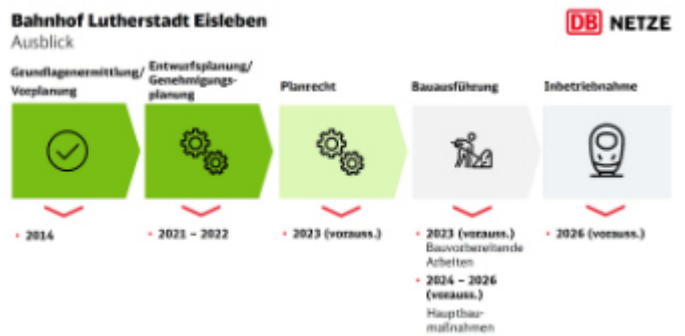 Bahnhof Lutherstadt Eisleben
Ausblick
DB NETZE
Grundlagenermittlung/
Vorplanung
Entwurfsplanung/
Genehmigungs-
planung
Planrecht
Bauausführung
Inbetriebnahme
• 2014
• 2021 – 2022
• 2023 (vorauss.)
• 2023 (vorauss.)
Bauvorbereitende
Arbeiten
• 2024 – 2026
(vorauss.)
Hauptbau-
maßnahmen
• 2026 (vorauss.)